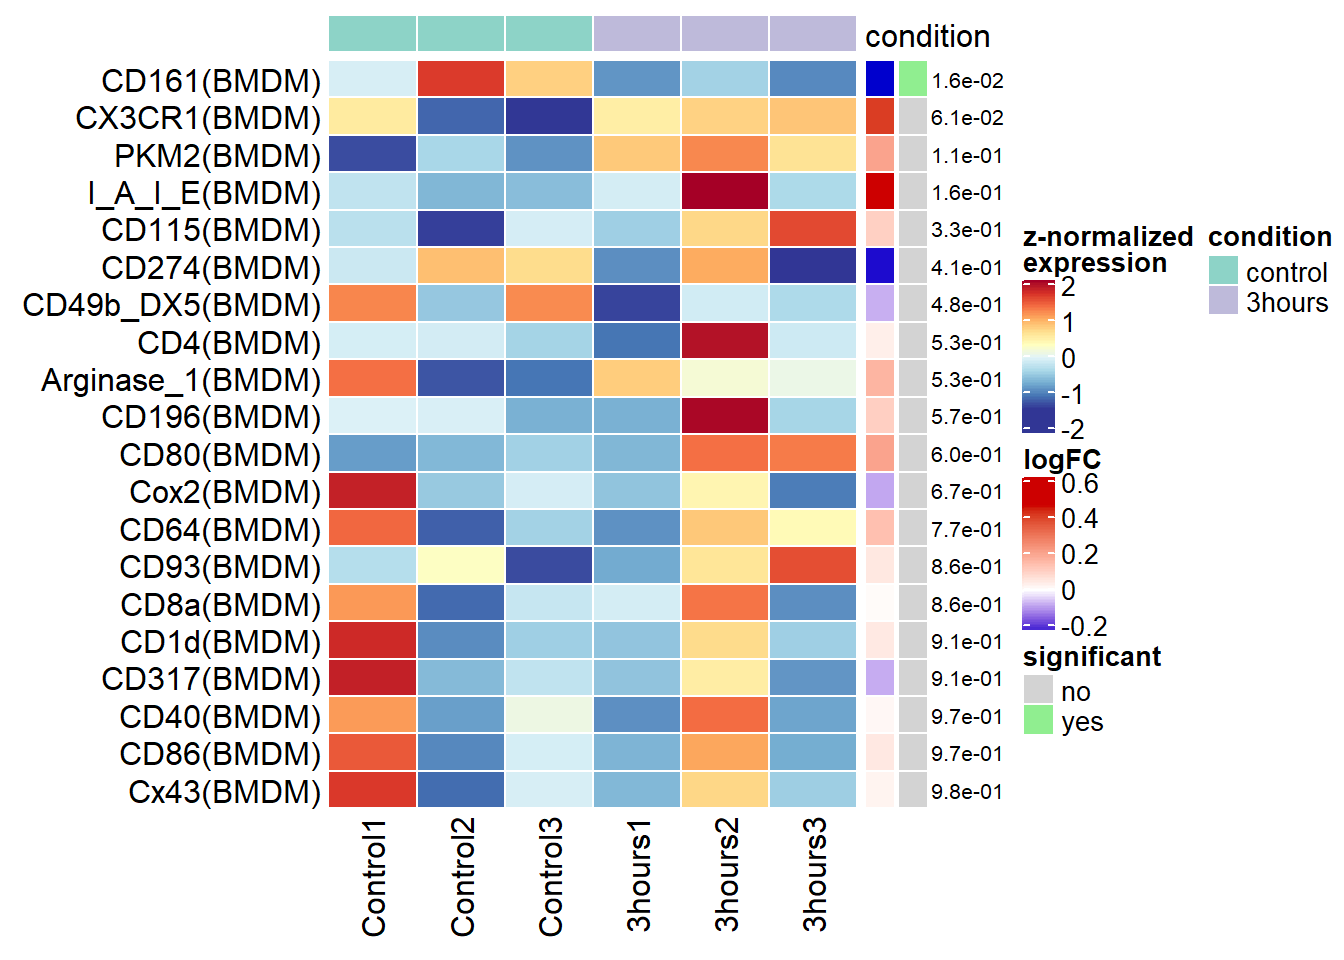 condition
CD161(BMDM) 1.6e-02
CX3CR1(BMDM) 6.1e-02
PKM2(BMDM) 1.1e-01
I_A_I_E(BMDM) 1.6e-01
CD115(BMDM) 3.3e-01
CD274(BMDM) 4.1e-01
CD49b_DX5(BMDM) 4.8e-01
CD4(BMDM) 5.3e-01
Arginase_1(BMDM) 5.3e-01
CD196(BMDM) 5.7e-01
CD80(BMDM) 6.0e-01
Cox2(BMDM) 6.7e-01
CD64(BMDM) 7.7e-01
CD93(BMDM) 8.6e-01
CD8a(BMDM) 8.6e-01
CD1d(BMDM) 9.1e-01
CD317(BMDM) 9.1e-01
CD40(BMDM) 9.7e-01
CD86(BMDM) 9.7e-01
Cx43(BMDM) 9.8e-01
Control1
Control2
Control3
3hours1
3hours2
3hours3
z-normalized
expression
2
1
0
-1
-2
logFC
0.6
0.4
0.2
0
-0.2
significant
no
yes
condition
control
3hours